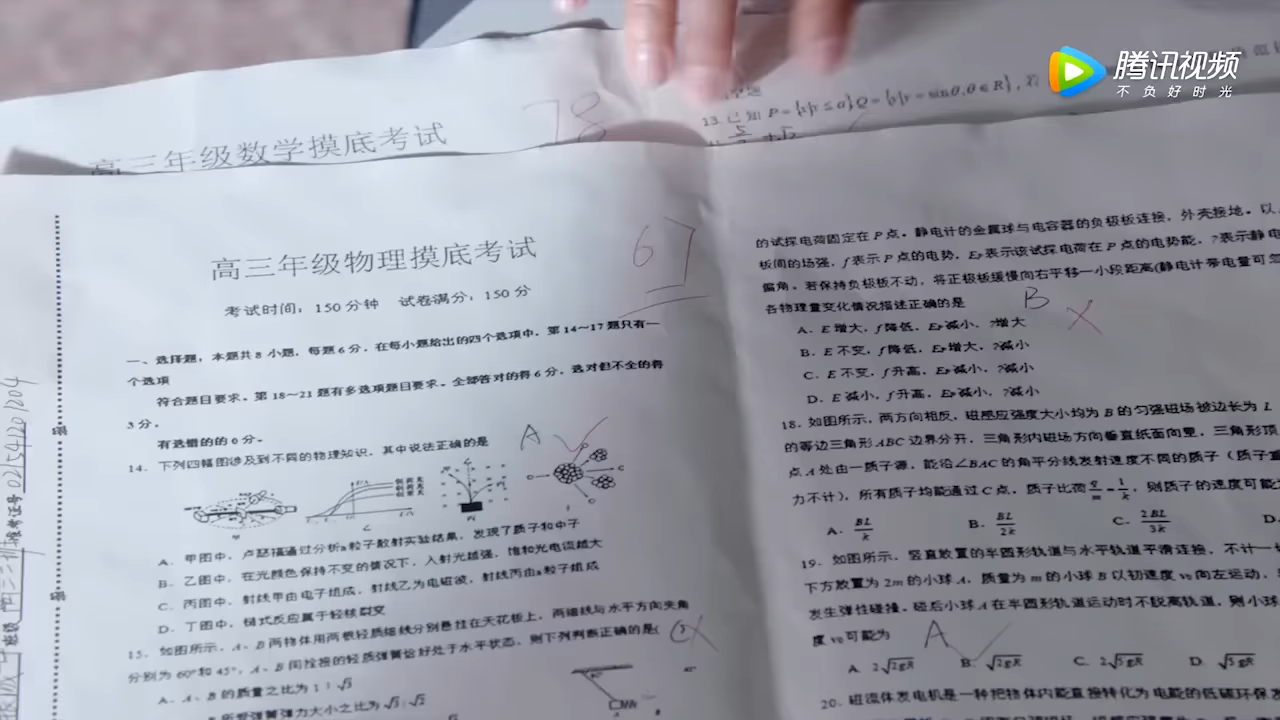 腾讯视频
不负好时光
高三年级数学摸底考试
78
13.已知P={
Q={
高三年级物理摸底考试
67
考试时间：150分钟 试卷满分：150分
一、选择题：本题共8小题，每题6分，在每小题给出的四个选项中，第14～17题只有一
个选项
符合题目要求。第18～21题有多选项题目要求。全部答对的得6分，选对但不全的得
3分。
有选错的的0分。
14．下列四幅图涉及到不同的物理知识，其中说法正确的是
A
A．甲图中，卢瑟福通过分析a粒子散射实验结果，发现了质子和中子
B．乙图中，在光颜色保持不变的情况下，入射光越强，饱和光电流越大
C．丙图中，射线甲由电子组成，射线乙为电磁波，射线丙由a粒子组成
D．丁图中，链式反应属于轻核裂变
15．如图所示，A、B两物体用两根轻质细线分别悬挂在天花板上，两细线与水平方向夹角
分别为60°和45°，A、B间拴接的轻质弹簧恰好处于水平状态，则下列判断正确的是(
A．A、B的质量之比为1：√3
的试探电荷固定在P点。静电计的金属球与电容器的负极板连接，外壳接地。以
板间的场强，f表示P点的电势，EP表示该试探电荷在P点的电势能，?表示静电
偏角。若保持负极板不动，将正极板缓慢向右平移一小段距离(静电计带电量可忽
各物理量变化情况描述正确的是
B
A．E增大，f降低，EP减小，?增大
B．E不变，f降低，EP增大，?减小
C．E不变，f升高，EP减小，?减小
D．E减小，f升高，EP减小，?减小
18．如图所示，两方向相反，磁感应强度大小均为B的匀强磁场被边长为L
的等边三角形ABC边界分开，三角形内磁场方向垂直纸面向里，三角形顶
点A处由一质子源，能沿∠BAC的角平分线发射速度不同的质子（质子重
力不计），所有质子均能通过C点，质子比荷q/m=1/k，则质子的速度可能为
A．BL/k B．BL/2k C．2BL/3k D．
19．如图所示，竖直放置的半圆形轨道与水平轨道平滑连接，不计一切
下方放置为2m的小球A，质量为m的小球B以初速度v0向左运动，
发生弹性碰撞。碰后小球A在半圆形轨道运动时不脱离轨道，则小球
度v0可能为
A
A．2√2gR B．√2gR C．2√5gR D．√5gR
20．磁流体发电机是一种把物体内能直接转化为电能的低碳环保发